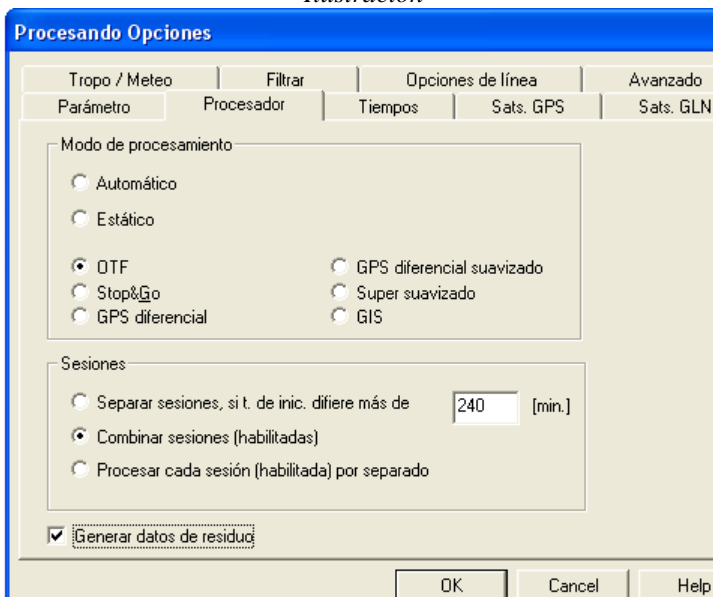 Ilustración
Procesando Opciones
Tropo / Meteo Filtrar Opciones de línea Avanzado
Parámetro Procesador Tiempos Sats. GPS Sats. GLN
Modo de procesamiento
Automático
Estático
OTF GPS diferencial suavizado
Stop&Go Super suavizado
GPS diferencial GIS
Sesiones
Separar sesiones, si t. de inic. difiere más de 240 [min.]
Combinar sesiones (habilitadas)
Procesar cada sesión (habilitada) por separado
Generar datos de residuo
OK Cancel Help